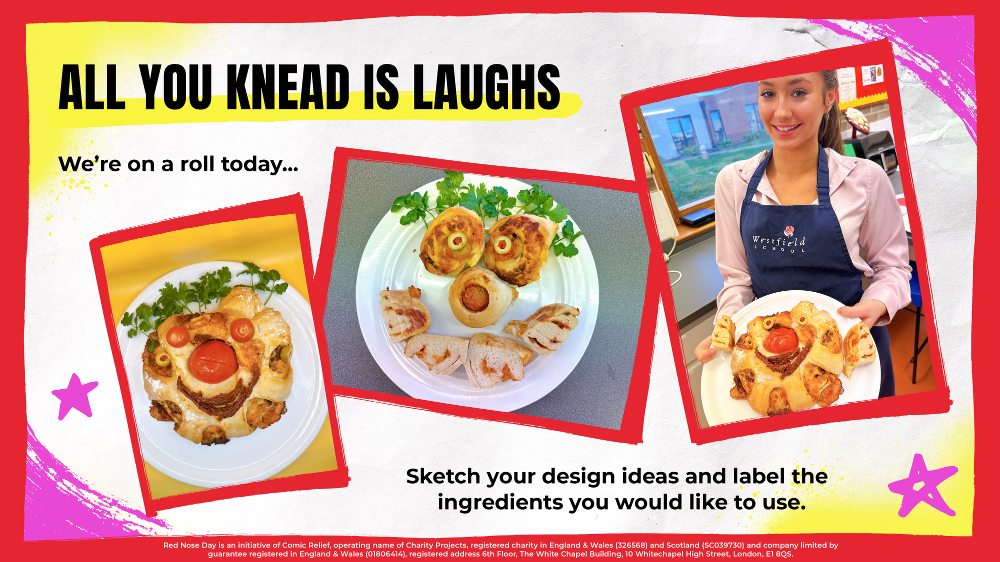 ALL YOU KNEAD IS LAUGHS
We're on a roll today...
Westfield
SCHOOL
Sketch your design ideas and label the
ingredients you would like to use.
Red Nose Day is an initiative of Comic Relief, operating name of Charity Projects, registered charity in England & Wales (326568) and Scotland (SC039730) and company limited by
guarantee registered in England & Wales (01806414), registered address 6th Floor, The White Chapel Building, 10 Whitechapel High Street, London, E1 8QS.